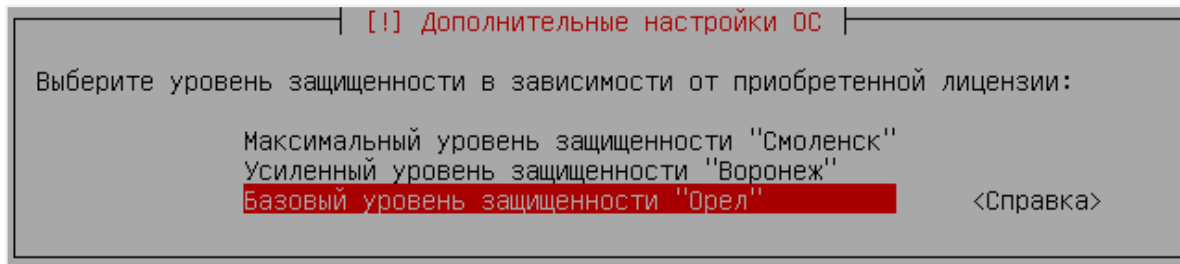 [!] Дополнительные настройки ОС
Выберите уровень защищенности в зависимости от приобретенной лицензии:
Максимальный уровень защищенности "Смоленск"
Усиленный уровень защищенности "Воронеж"
Базовый уровень защищенности "Орел" <Справка>